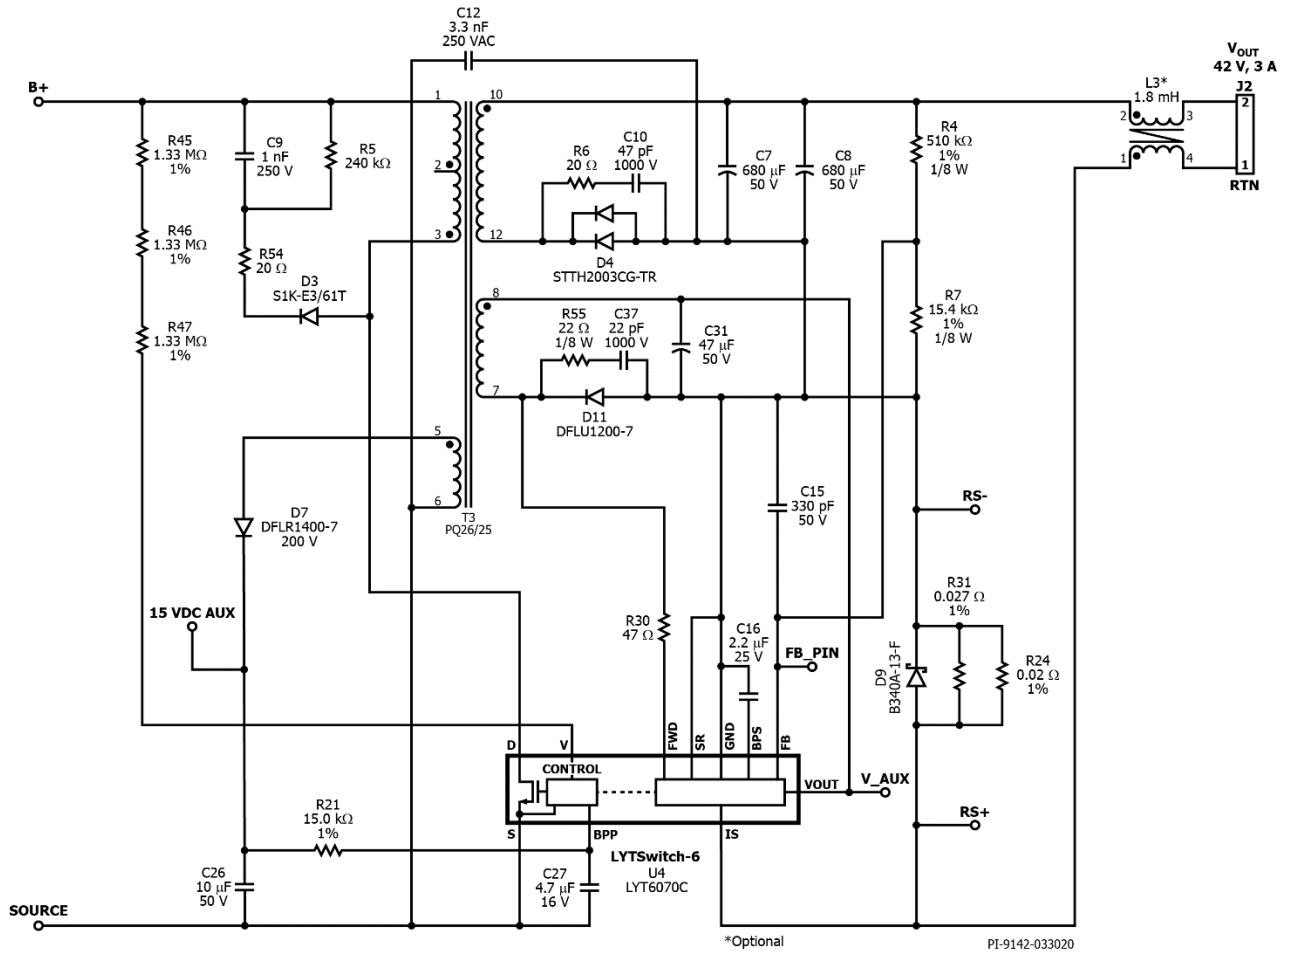 C12
3.3 nF
250 VAC
V_OUT
42 V, 3 A
B+
1
10
L3*
1.8 mH
J2
2
3
2
R45
1.33 MΩ
1%
C9
1 nF
250 V
R5
240 kΩ
2
R6
20 Ω
C10
47 pF
1000 V
C7
680 μF
50 V
C8
680 μF
50 V
R4
510 kΩ
1%
1/8 W
1
4
1
RTN
R46
1.33 MΩ
1%
3
12
R54
20 Ω
D4
STTH2003CG-TR
D3
S1K-E3/61T
8
R47
1.33 MΩ
1%
R55
22 Ω
1/8 W
C37
22 pF
1000 V
C31
47 μF
50 V
R7
15.4 kΩ
1%
1/8 W
7
D11
DFLU1200-7
5
6
T3
PQ26/25
D7
DFLR1400-7
200 V
C15
330 pF
50 V
RS-
15 VDC AUX
R30
47 Ω
C16
2.2 μF
25 V
FB_PIN
R31
0.027 Ω
1%
D9
B340A-13-F
R24
0.02 Ω
1%
D
V
FWD
SR
GND
BPS
FB
CONTROL
VOUT
V_AUX
R21
15.0 kΩ
1%
S
BPP
IS
RS+
LYTSwitch-6
U4
LYT6070C
C26
10 μF
50 V
C27
4.7 μF
16 V
SOURCE
*Optional
PI-9142-033020